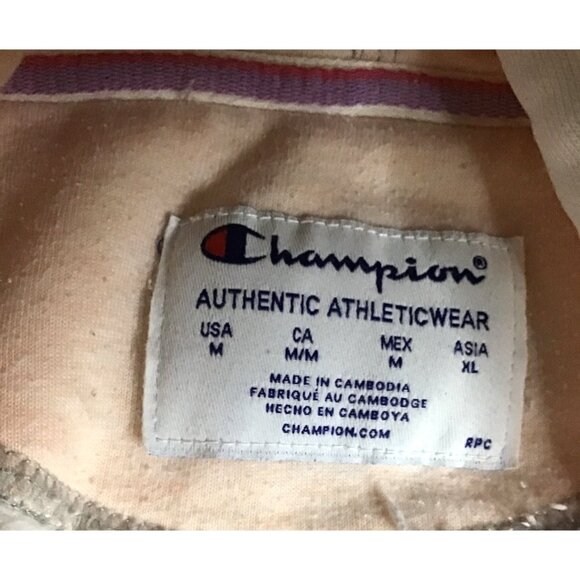 Champion®
AUTHENTIC ATHLETICWEAR
USA CA MEX ASIA
M M/M M XL
MADE IN CAMBODIA
FABRIQUÉ AU CAMBODGE
HECHO EN CAMBOYA
CHAMPION.COM
RPC